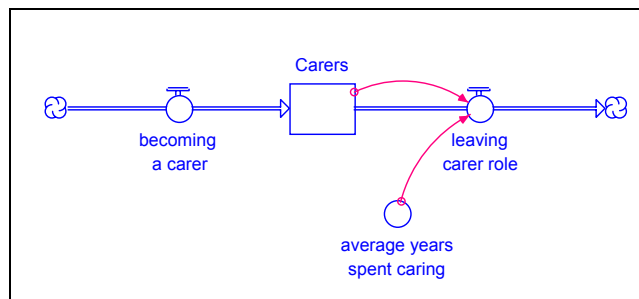 Carers
becoming
a carer
leaving
carer role
average years
spent caring